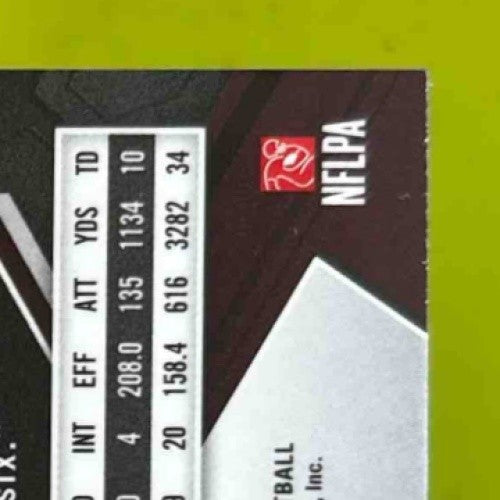 INT EFF ATT YDS TD
4 208.0 135 1134 10
20 158.4 616 3282 34
NFLPA
TBALL
Inc.
SIX.